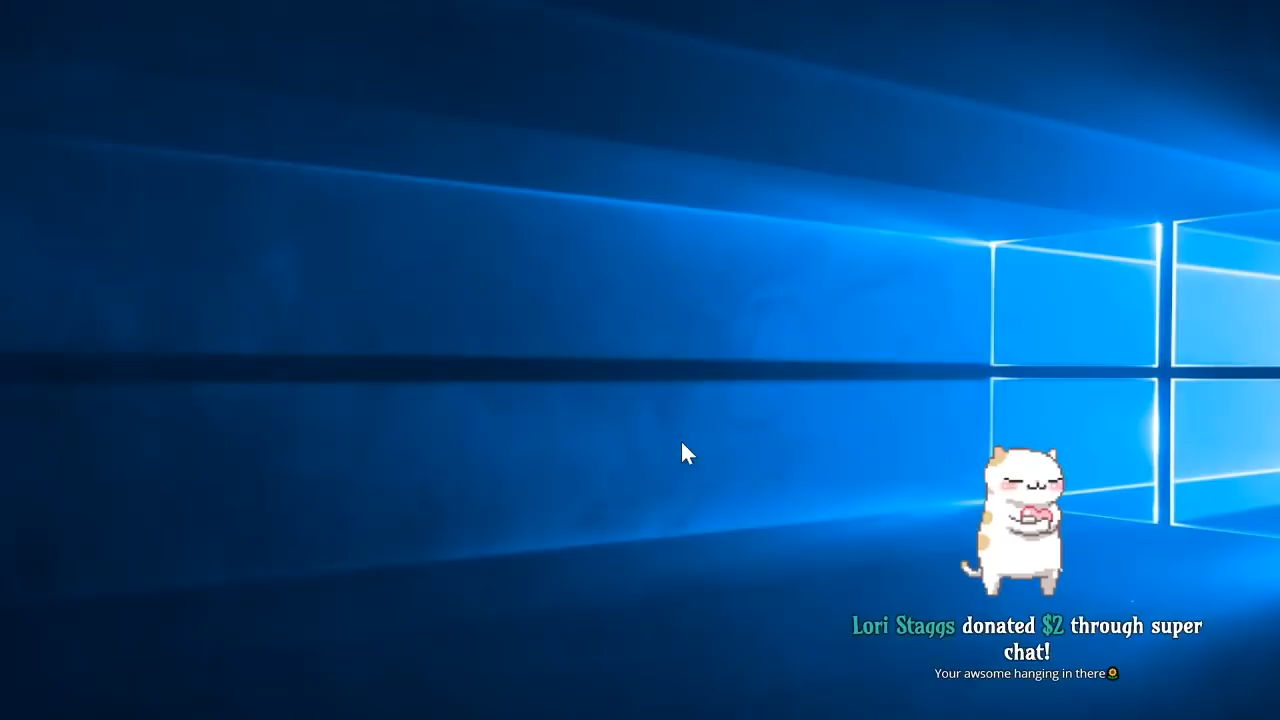 Lori Staggs donated $2 through super
chat!
Your awsome hanging in there🌻